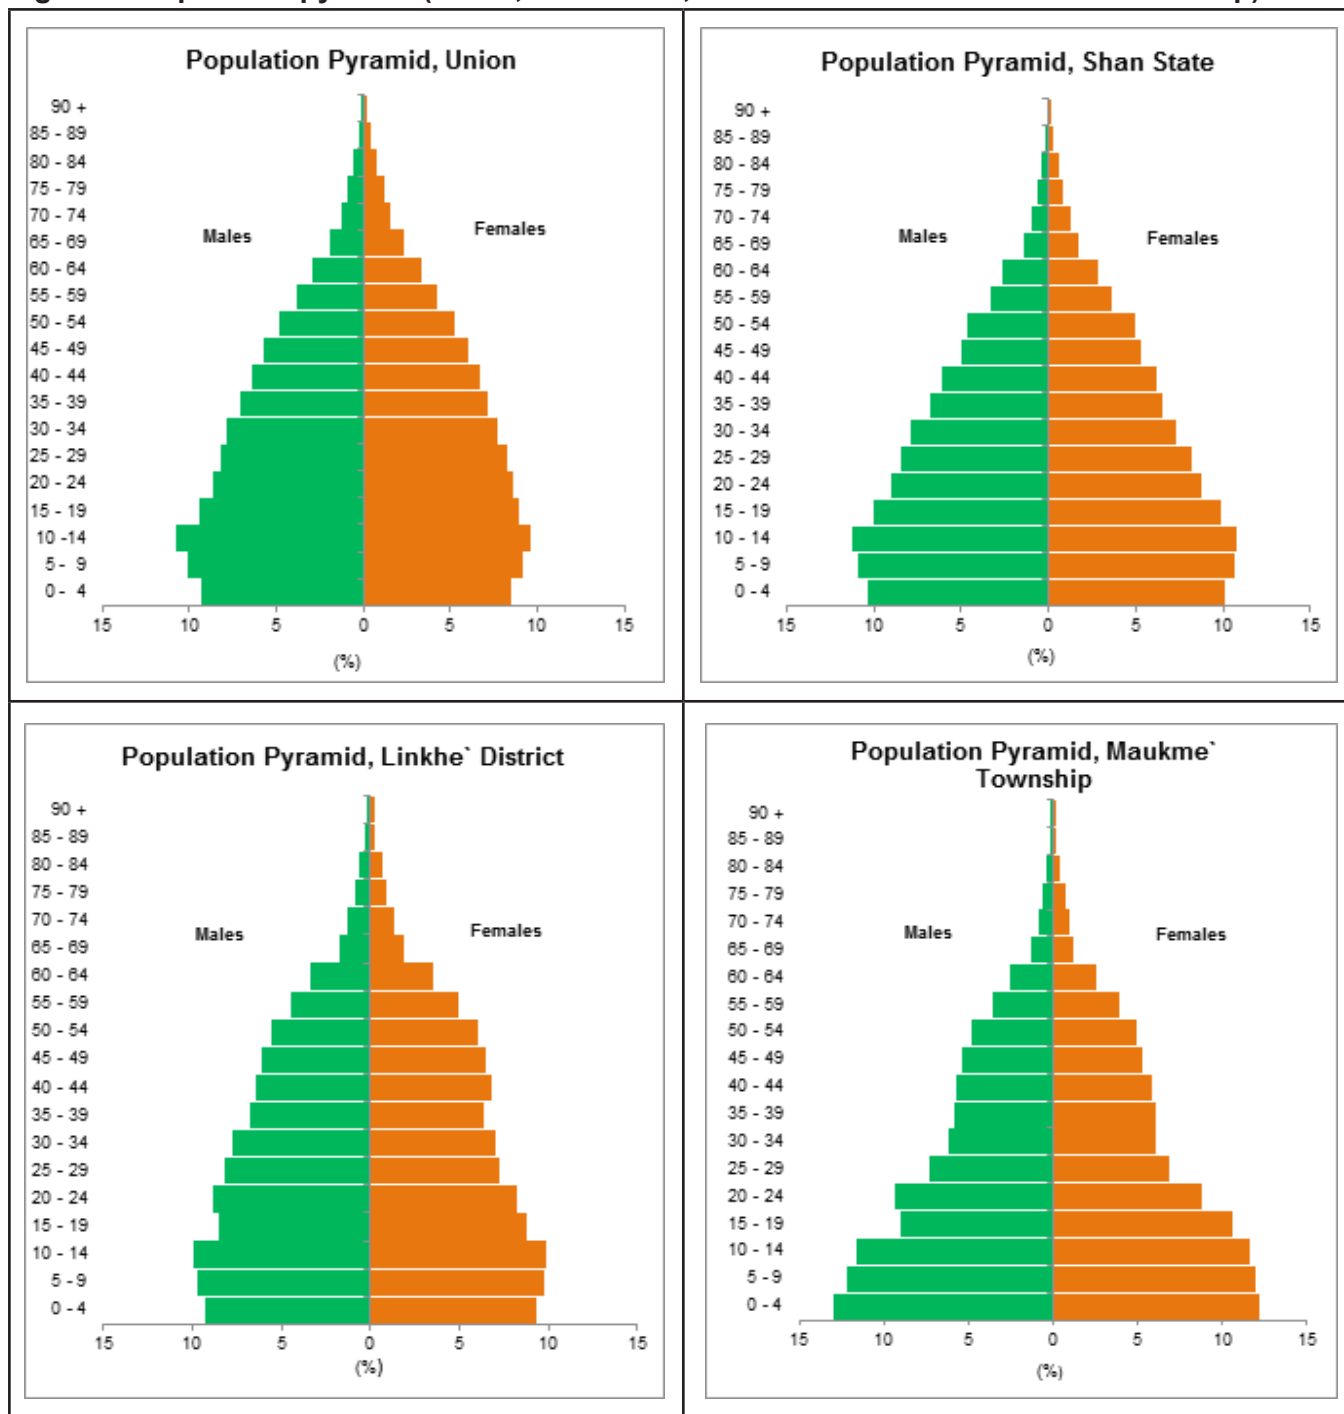 Population Pyramid, Union
90 +
85 - 89
80 - 84
75 - 79
70 - 74
65 - 69
60 - 64
55 - 59
50 - 54
45 - 49
40 - 44
35 - 39
30 - 34
25 - 29
20 - 24
15 - 19
10 -14
5 - 9
0 - 4
Males
Females
15 10 5 0 5 10 15
(%)
Population Pyramid, Shan State
90 +
85 - 89
80 - 84
75 - 79
70 - 74
65 - 69
60 - 64
55 - 59
50 - 54
45 - 49
40 - 44
35 - 39
30 - 34
25 - 29
20 - 24
15 - 19
10 - 14
5 - 9
0 - 4
Males
Females
15 10 5 0 5 10 15
(%)
Population Pyramid, Linkhe` District
90 +
85 - 89
80 - 84
75 - 79
70 - 74
65 - 69
60 - 64
55 - 59
50 - 54
45 - 49
40 - 44
35 - 39
30 - 34
25 - 29
20 - 24
15 - 19
10 - 14
5 - 9
0 - 4
Males
Females
15 10 5 0 5 10 15
(%)
Population Pyramid, Maukme`
Township
90 +
85 - 89
80 - 84
75 - 79
70 - 74
65 - 69
60 - 64
55 - 59
50 - 54
45 - 49
40 - 44
35 - 39
30 - 34
25 - 29
20 - 24
15 - 19
10 - 14
5 - 9
0 - 4
Males
Females
15 10 5 0 5 10 15
(%)